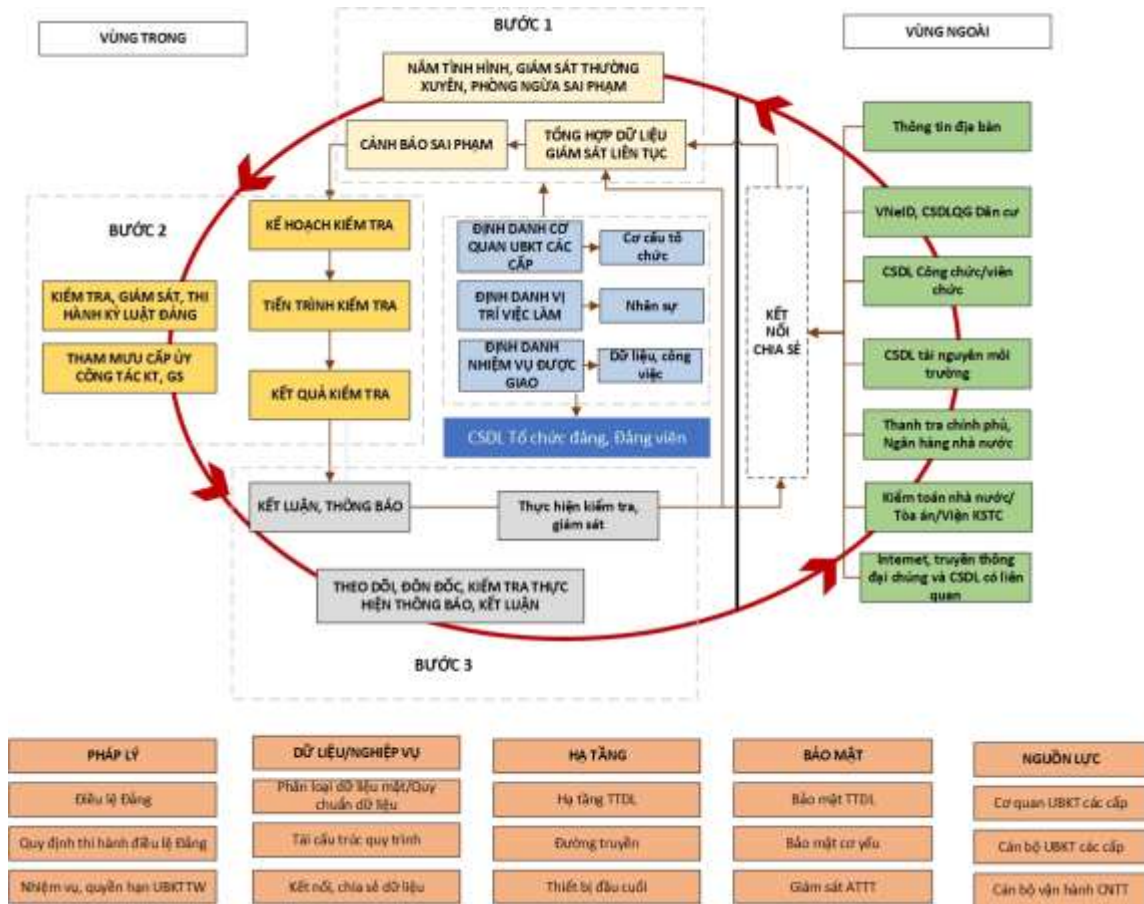 VÙNG TRONG
BƯỚC 1
VÙNG NGOÀI
NẮM TÌNH HÌNH, GIÁM SÁT THƯỜNG
XUYÊN, PHÒNG NGỪA SAI PHẠM
CẢNH BÁO SAI PHẠM
TỔNG HỢP DỮ LIỆU
GIÁM SÁT LIÊN TỤC
BƯỚC 2
KẾ HOẠCH KIỂM TRA
KIỂM TRA, GIÁM SÁT, THI
HÀNH KỶ LUẬT ĐẢNG
TIẾN TRÌNH KIỂM TRA
THAM MƯU CẤP ỦY
CÔNG TÁC KT, GS
KẾT QUẢ KIỂM TRA
ĐỊNH DANH CƠ
QUAN UBKT CÁC
CẤP
Cơ cấu tổ
chức
ĐỊNH DANH VỊ
TRÍ VIỆC LÀM
Nhân sự
ĐỊNH DANH
NHIỆM VỤ ĐƯỢC
GIAO
Dữ liệu, công
việc
CSDL Tổ chức đảng, Đảng viên
KẾT
NỐI
CHIA SẺ
Thông tin địa bàn
VNeID, CSDLQG Dân cư
CSDL Công chức/viên
chức
CSDL tài nguyên môi
trường
Thanh tra chính phủ,
Ngân hàng nhà nước
Kiểm toán nhà nước/
Tòa án/Viện KSTC
Internet, truyền thông
đại chúng và CSDL có liên
quan
KẾT LUẬN, THÔNG BÁO
Thực hiện kiểm tra,
giám sát
THEO DÕI, ĐÔN ĐỐC, KIỂM TRA THỰC
HIỆN THÔNG BÁO, KẾT LUẬN
BƯỚC 3
PHÁP LÝ
Điều lệ Đảng
Quy định thi hành điều lệ Đảng
Nhiệm vụ, quyền hạn UBKTTW
DỮ LIỆU/NGHIỆP VỤ
Phân loại dữ liệu mật/Quy
chuẩn dữ liệu
Tái cấu trúc quy trình
Kết nối, chia sẻ dữ liệu
HẠ TẦNG
Hạ tầng TTDL
Đường truyền
Thiết bị đầu cuối
BẢO MẬT
Bảo mật TTDL
Bảo mật cơ yếu
Giám sát ATTT
NGUỒN LỰC
Cơ quan UBKT các cấp
Cán bộ UBKT các cấp
Cán bộ vận hành CNTT